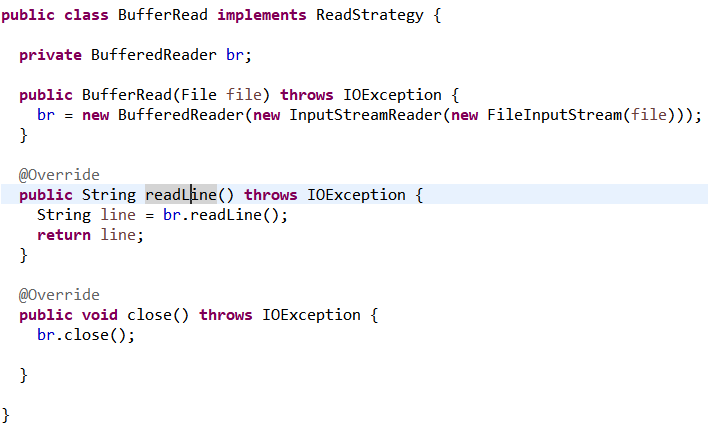 public class BufferRead implements ReadStrategy {
private BufferedReader br;
public BufferRead(File file) throws IOException {
br = new BufferedReader(new InputStreamReader(new FileInputStream(file)));
}
@Override
public String readLine() throws IOException {
String line = br.readLine();
return line;
}
@Override
public void close() throws IOException {
br.close();
}
}